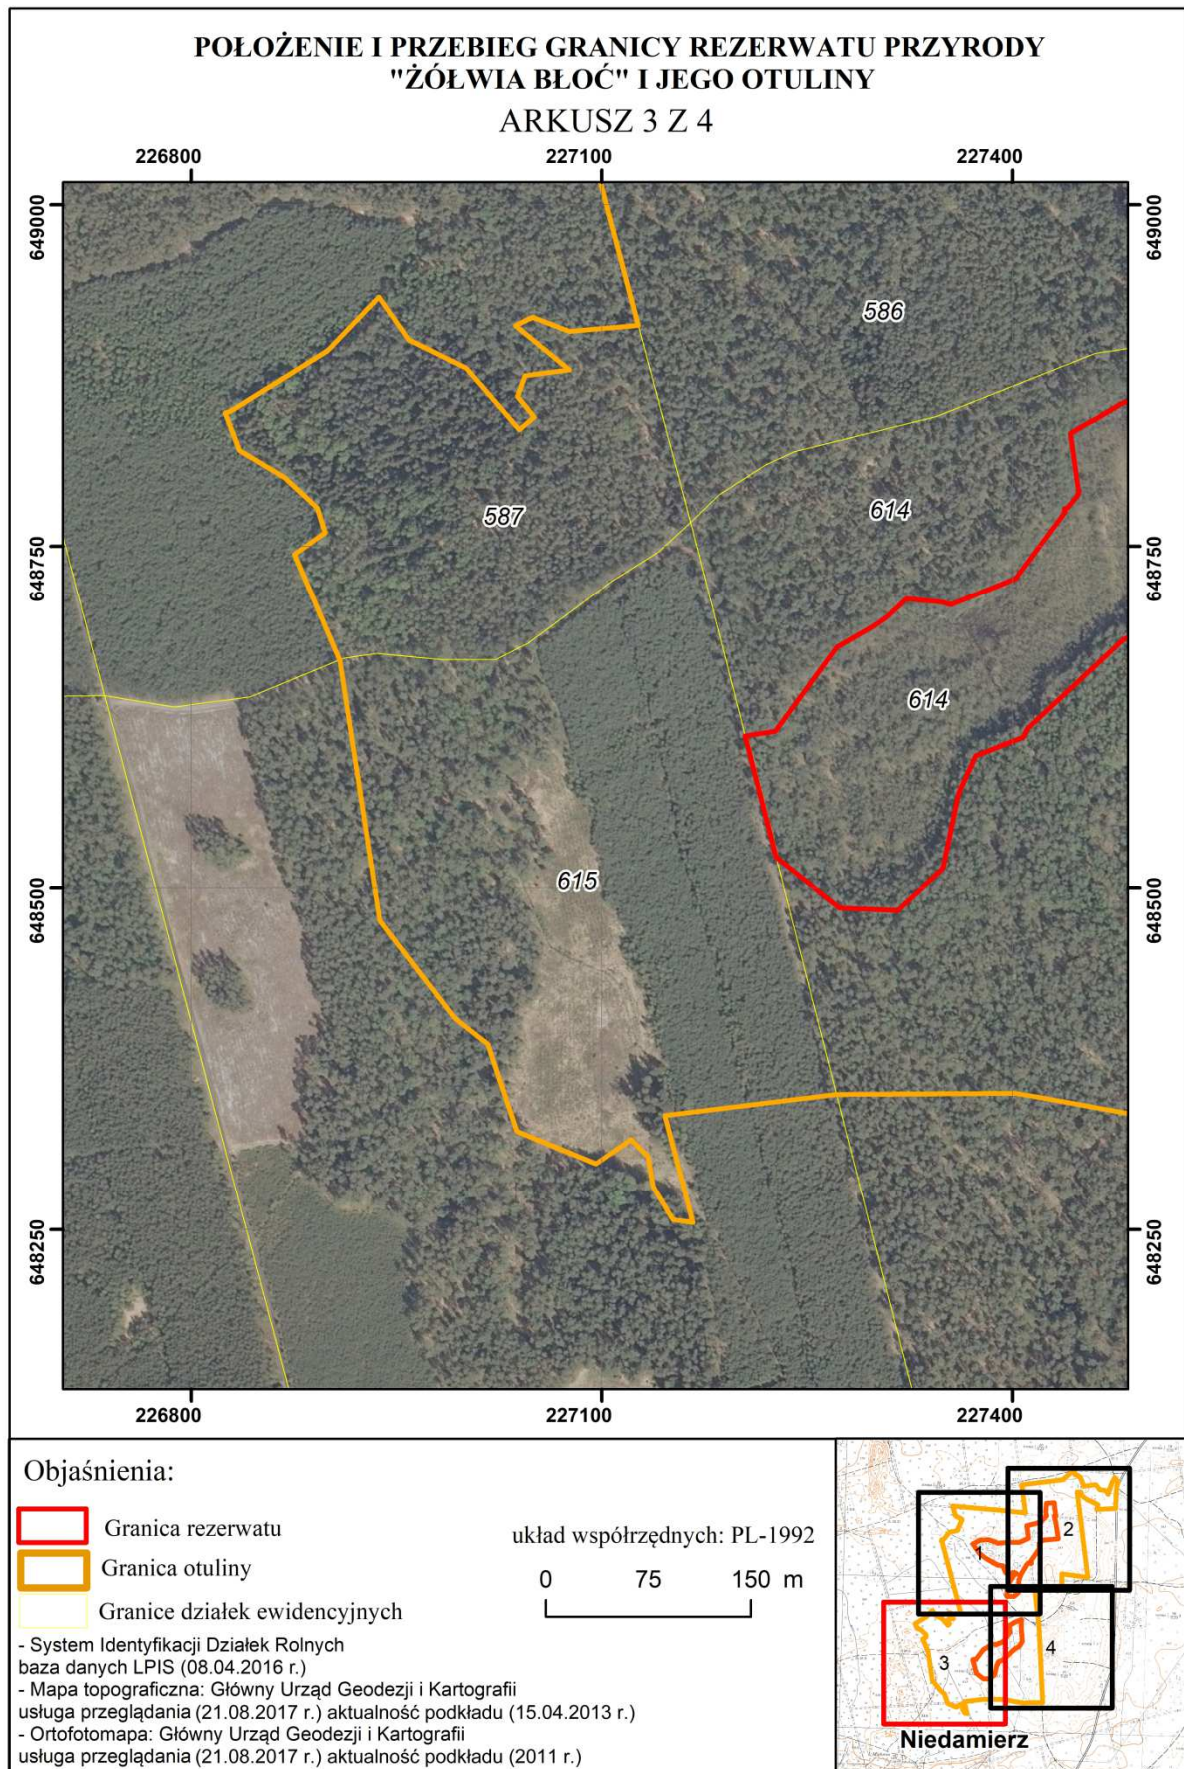 POŁOŻENIE I PRZEBIEG GRANICY REZERWATU PRZYRODY
"ŻÓŁWIA BŁOĆ" I JEGO OTULINY
ARKUSZ 3 Z 4
226800 227100 227400
649000 649000
586
587 614
648750 648750
614
615
648500 648500
648250 648250
226800 227100 227400
Objaśnienia:
Granica rezerwatu
Granica otuliny
Granice działek ewidencyjnych
układ współrzędnych: PL-1992
0 75 150 m
- System Identyfikacji Działek Rolnych
baza danych LPIS (08.04.2016 r.)
- Mapa topograficzna: Główny Urząd Geodezji i Kartografii
usługa przeglądania (21.08.2017 r.) aktualność podkładu (15.04.2013 r.)
- Ortofotomapa: Główny Urząd Geodezji i Kartografii
usługa przeglądania (21.08.2017 r.) aktualność podkładu (2011 r.)
2
1
3 4
Niedamierz